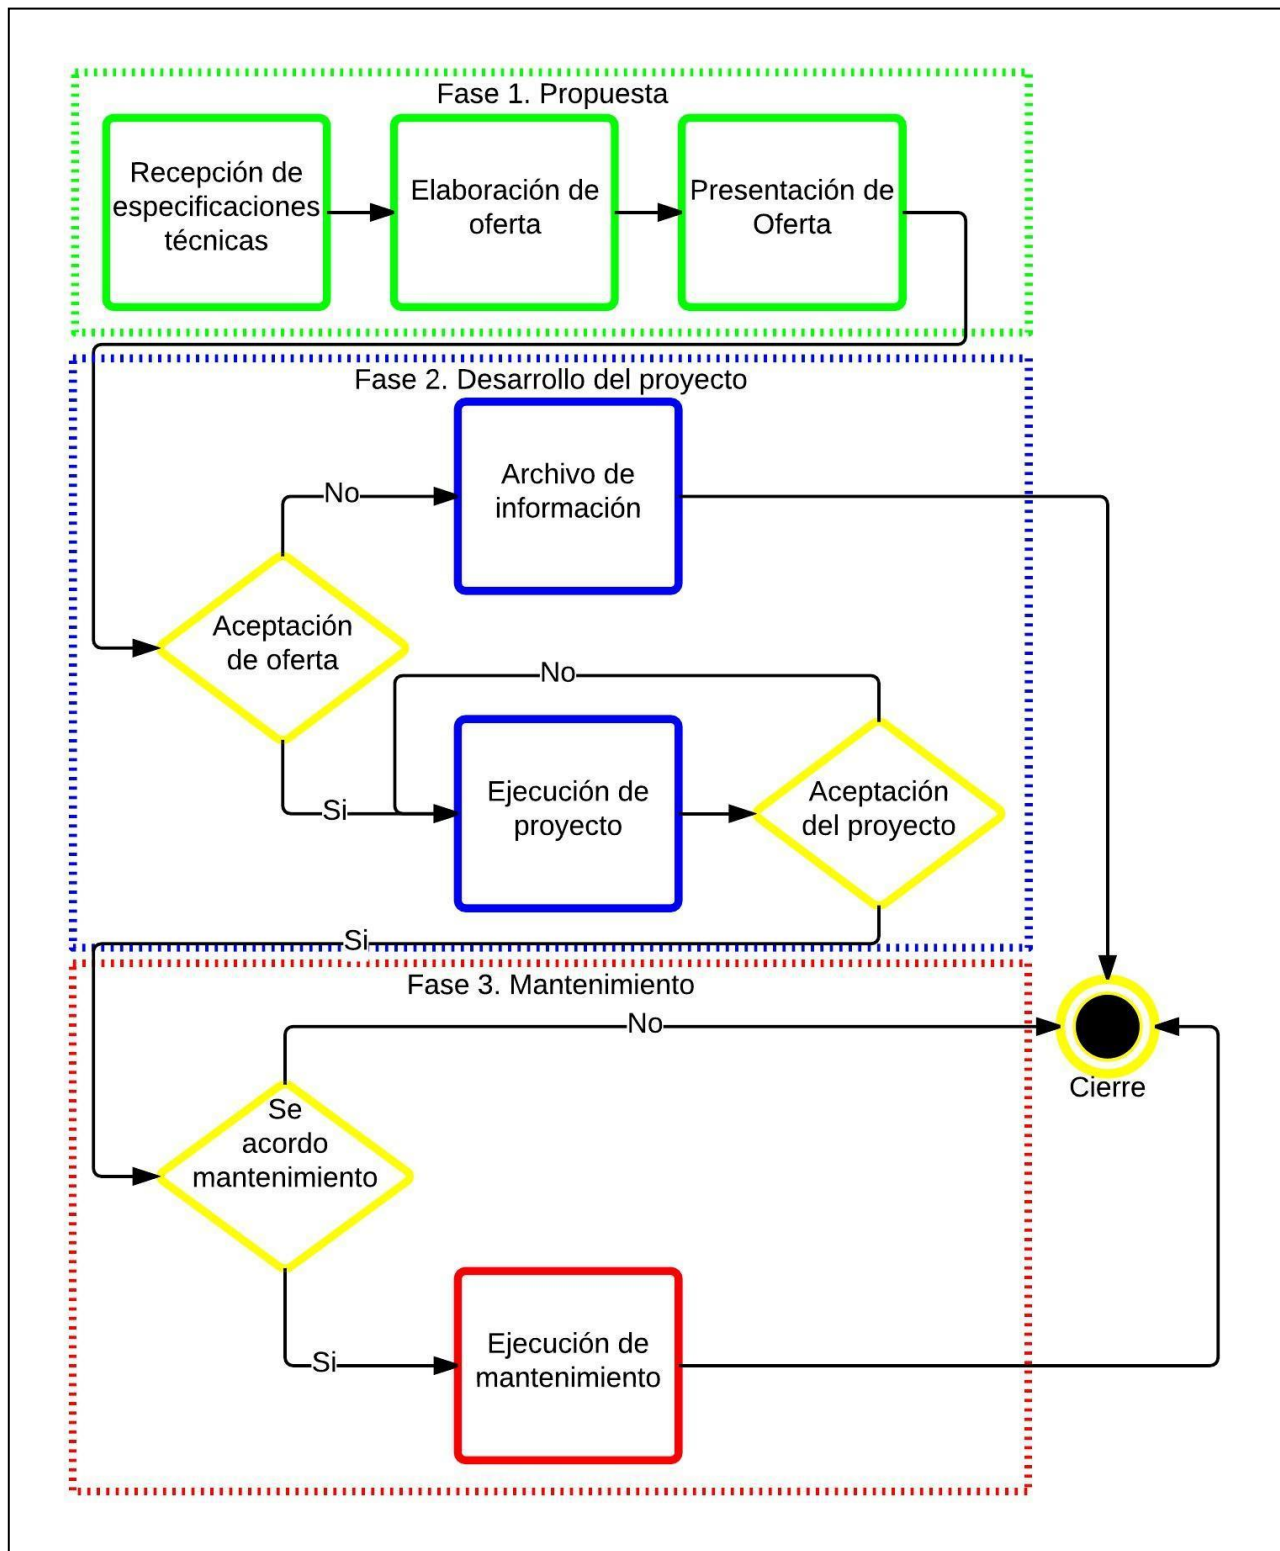 Fase 1. Propuesta
Recepción de
especificaciones
técnicas
Elaboración de
oferta
Presentación de
Oferta
Fase 2. Desarrollo del proyecto
Archivo de
información
No
Aceptación
de oferta
No
Si
Ejecución de
proyecto
Aceptación
del proyecto
Si
Fase 3. Mantenimiento
No
Cierre
Se
acordo
mantenimiento
Si
Ejecución de
mantenimiento